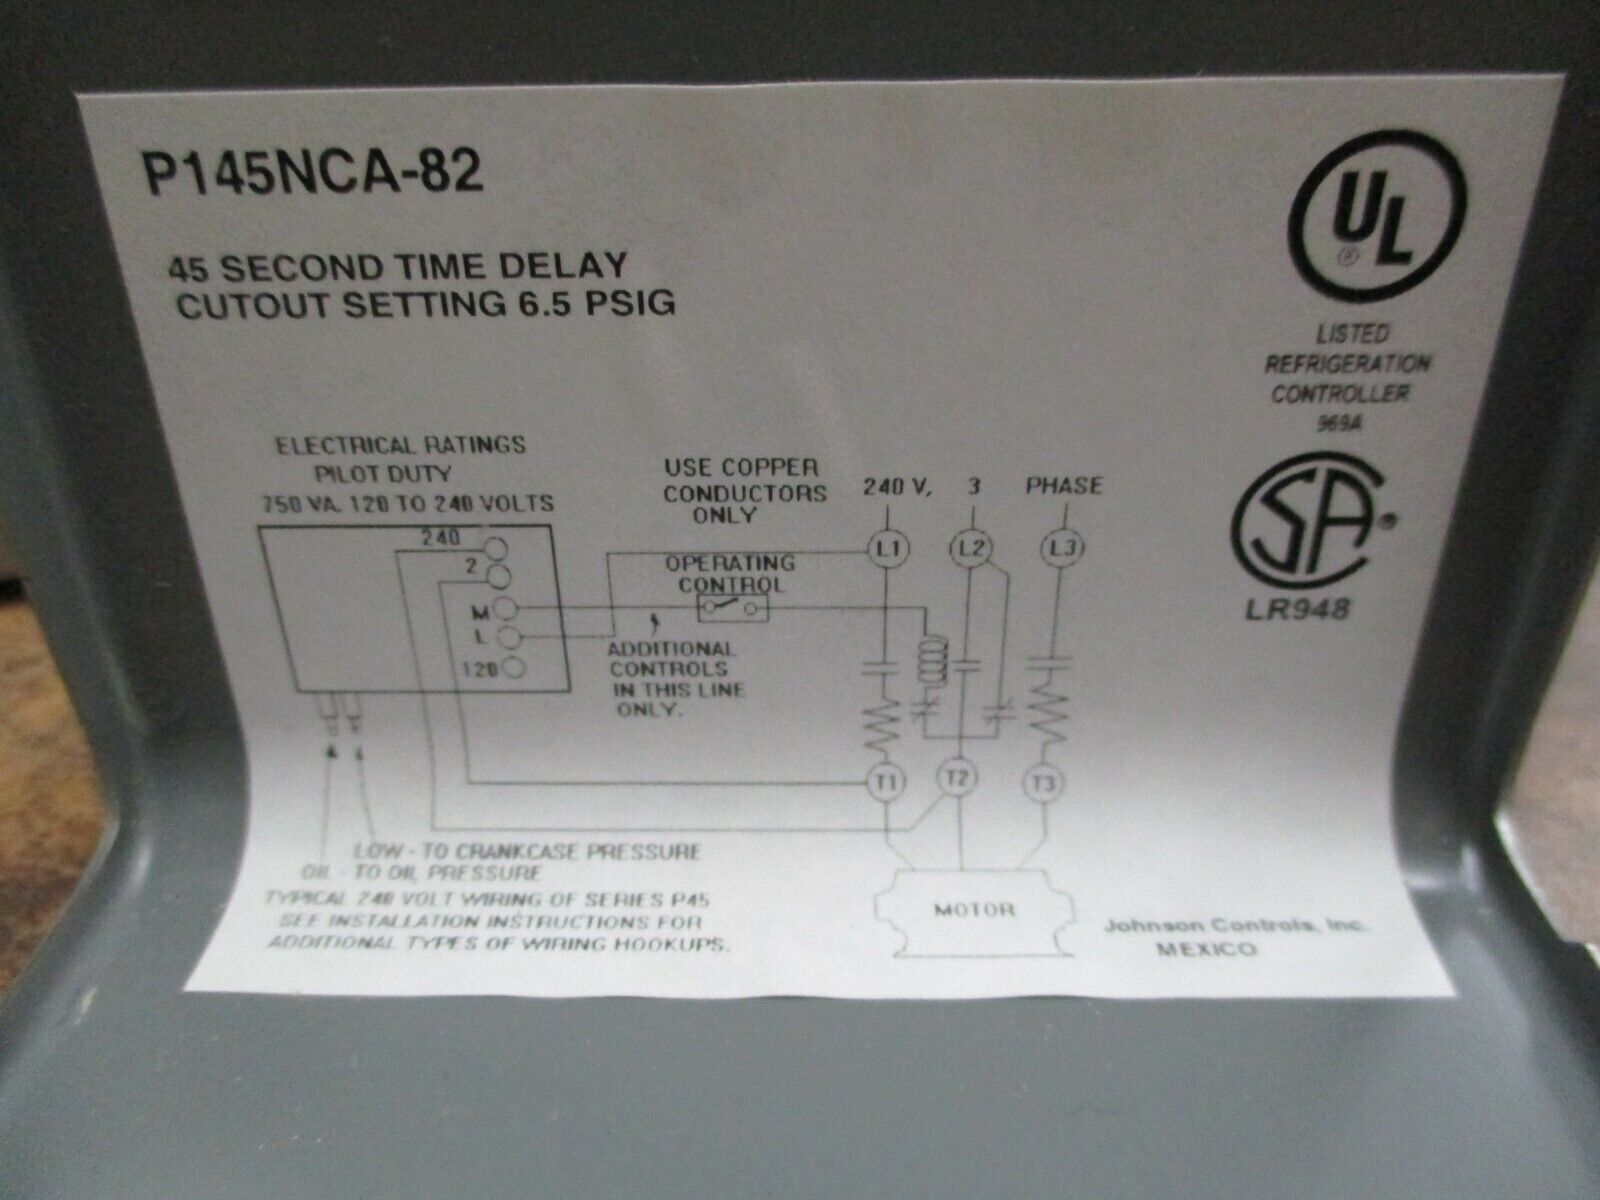 P145NCA-82
45 SECOND TIME DELAY
CUTOUT SETTING 6.5 PSIG
UL
®
LISTED
REFRIGERATION
CONTROLLER
969A
SA®
LR948
ELECTRICAL RATINGS
PILOT DUTY
750 VA. 120 TO 240 VOLTS
240
2
M
L
120
USE COPPER
CONDUCTORS
ONLY
OPERATING
CONTROL
ADDITIONAL
CONTROLS
IN THIS LINE
ONLY.
240 V, 3 PHASE
L1 L2 L3
T1 T2 T3
MOTOR
LOW - TO CRANKCASE PRESSURE
OIL - TO OIL PRESSURE
TYPICAL 240 VOLT WIRING OF SERIES P45
SEE INSTALLATION INSTRUCTIONS FOR
ADDITIONAL TYPES OF WIRING HOOKUPS.
Johnson Controls, Inc.
MEXICO